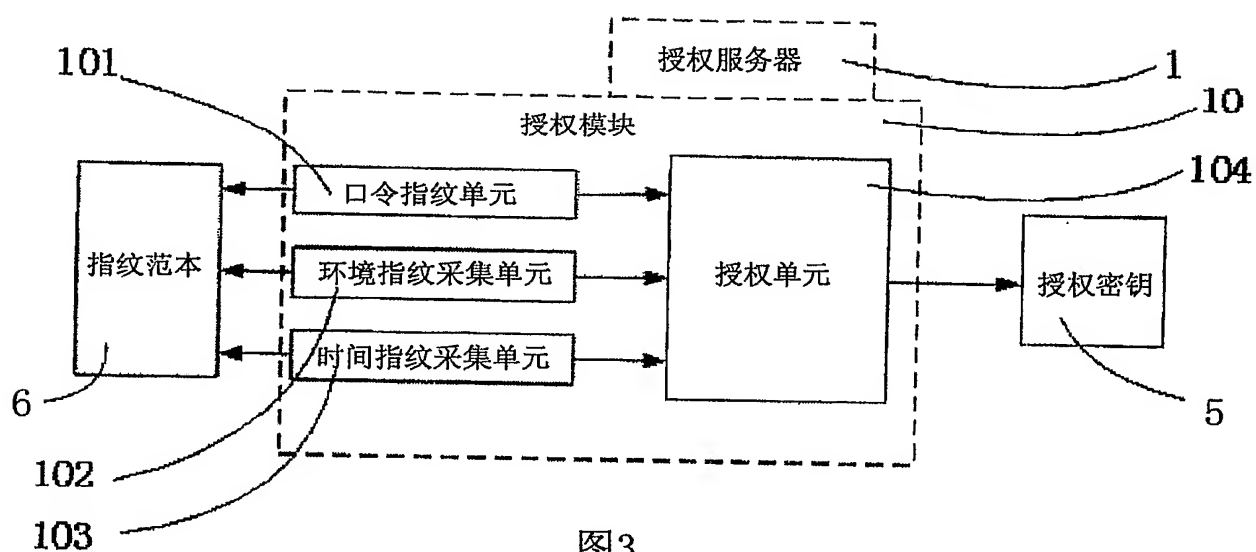 授权服务器
1
101
10
授权模块
104
口令指纹单元
指纹范本
环境指纹采集单元
授权单元
授权密钥
时间指纹采集单元
6
5
102
103
图3